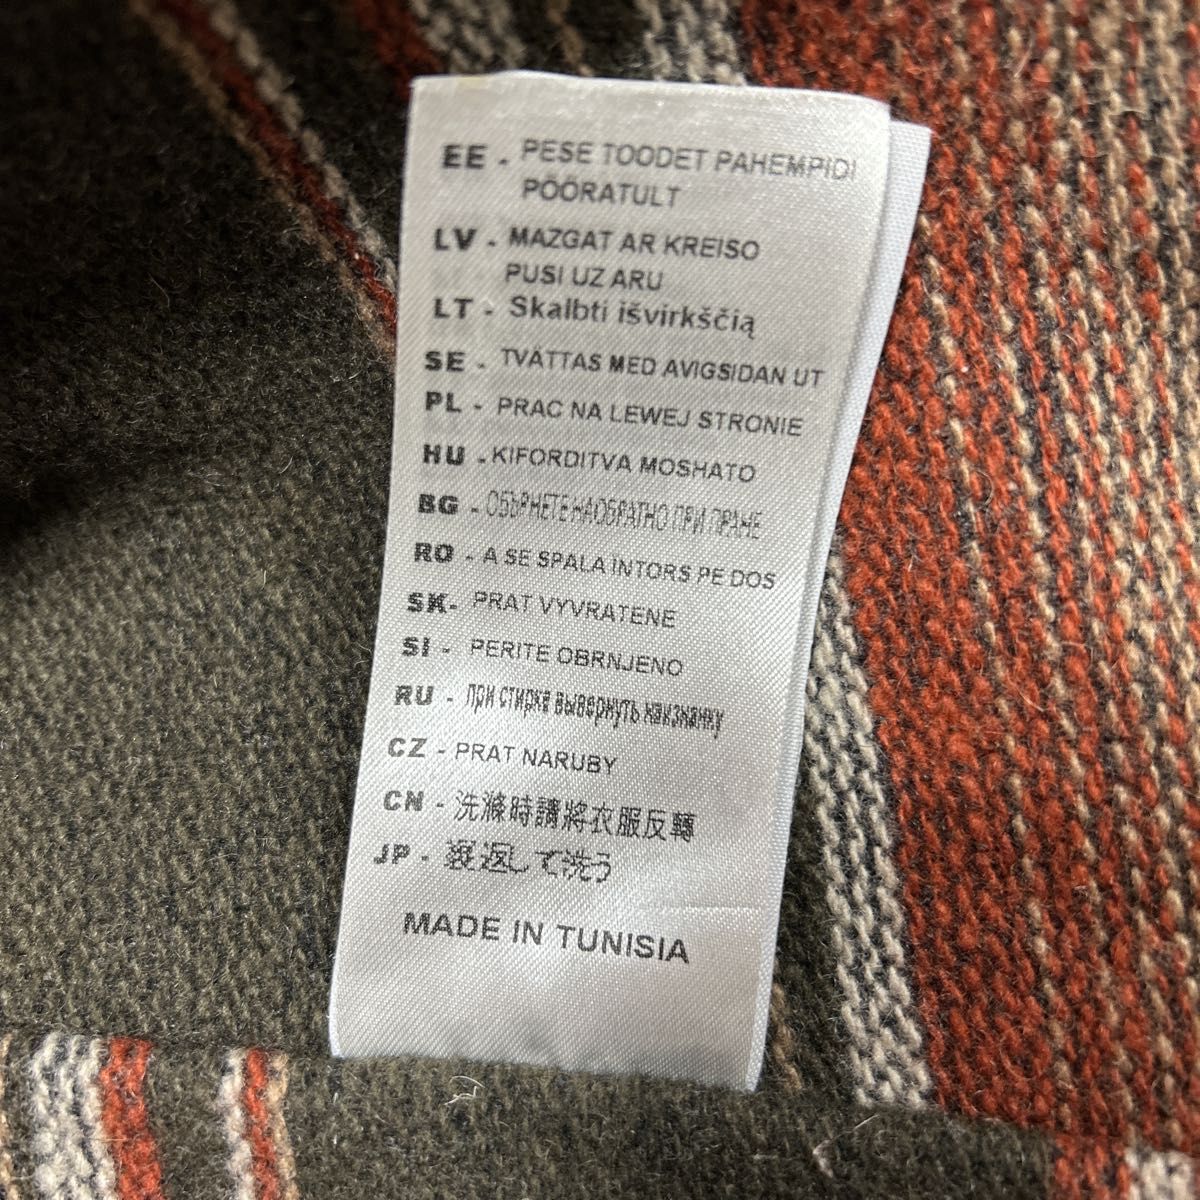 EE - PESE TOODET PAHEMPIDI
PÖÖRATULT
LV - MAZGAT AR KREISO
PUSI UZ ARU
LT - Skalbti išvirkščią
SE - TVÄTTAS MED AVIGSIDAN UT
PL - PRAC NA LEWEJ STRONIE
HU - KIFORDITVA MOSHATO
BG - ОБЪРНЕТЕ НАОБРАТНО ПРИ ПРАНЕ
RO - A SE SPALA INTORS PE DOS
SK- PRAT VYVRATENE
SI - PERITE OBRNJENO
RU - При стирке вывернуть наизнанку
CZ - PRAT NARUBY
CN - 洗滌時請將衣服反轉
JP - 裏返して洗う
MADE IN TUNISIA